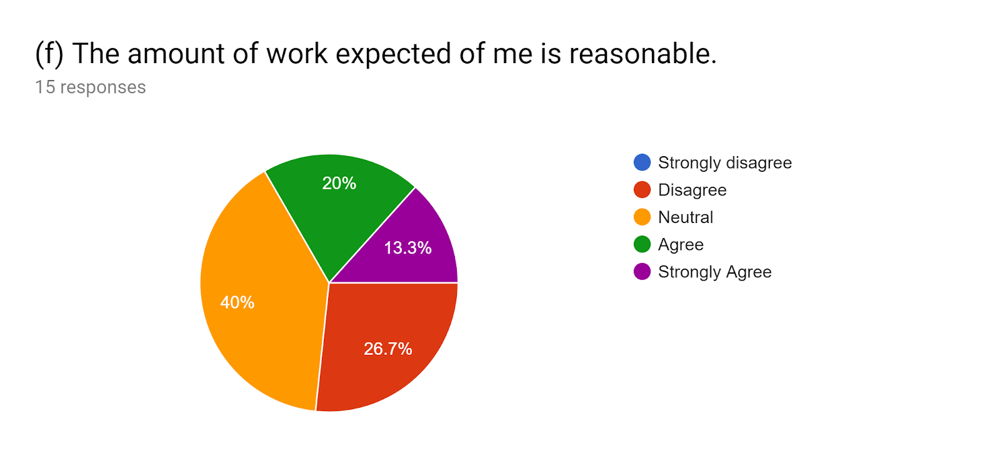 (f) The amount of work expected of me is reasonable.
15 responses
20%
13.3%
40%
26.7%
Strongly disagree
Disagree
Neutral
Agree
Strongly Agree